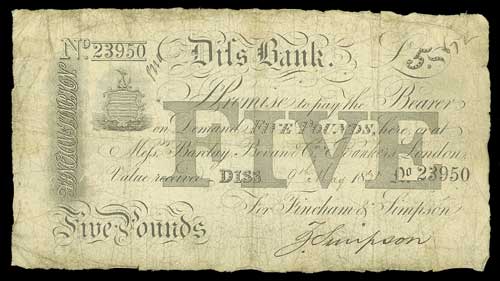 No 23950 Diſs Bank. £5.
I Promise to pay the Bearer
on Demand FIVE POUNDS, here, or at
Meſsrs Barclay, Bevan & Co Bankers London
Value received DISS 183 No 23950
For Fincham & Simpson
Five Pounds
J. Simpson
FIVE